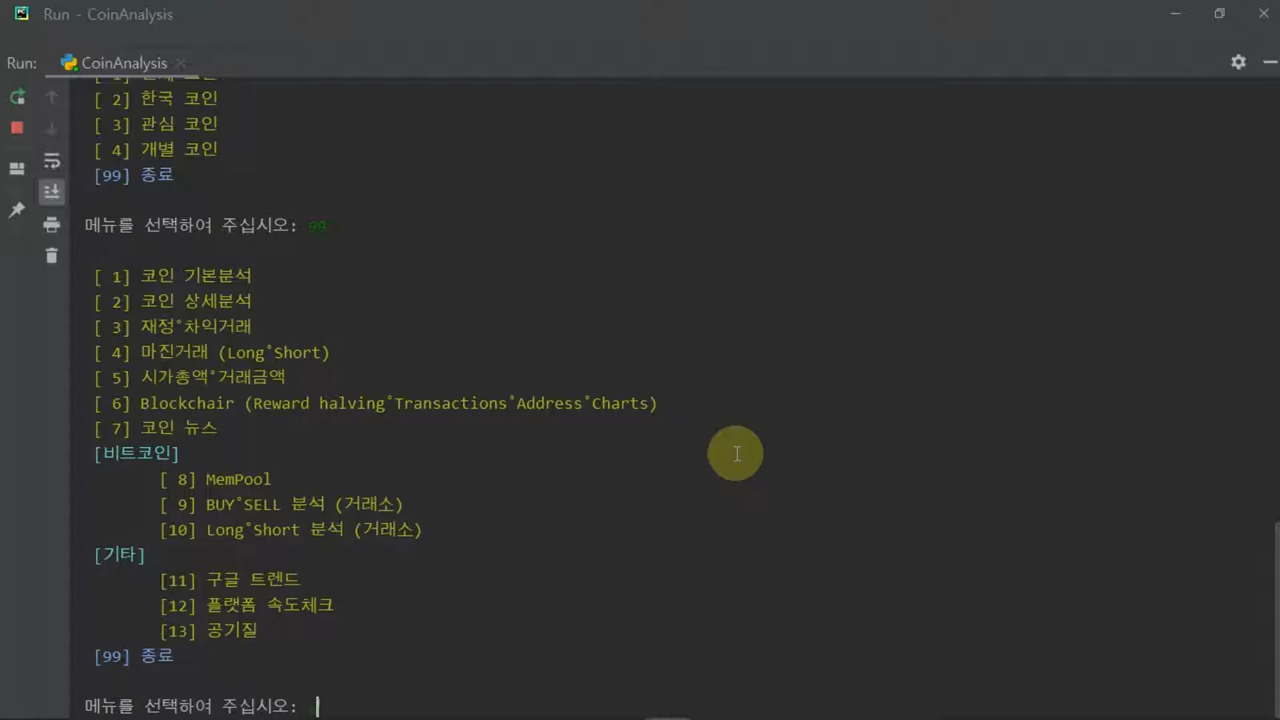 Run - CoinAnalysis
Run: CoinAnalysis
[ 2] 한국 코인
[ 3] 관심 코인
[ 4] 개별 코인
[99] 종료
메뉴를 선택하여 주십시오: 99
[ 1] 코인 기본분석
[ 2] 코인 상세분석
[ 3] 재정˚차익거래
[ 4] 마진거래 (Long˚Short)
[ 5] 시가총액˚거래금액
[ 6] Blockchair (Reward halving˚Transactions˚Address˚Charts)
[ 7] 코인 뉴스
[비트코인]
[ 8] MemPool
[ 9] BUY˚SELL 분석 (거래소)
[10] Long˚Short 분석 (거래소)
[기타]
[11] 구글 트렌드
[12] 플랫폼 속도체크
[13] 공기질
[99] 종료
메뉴를 선택하여 주십시오: